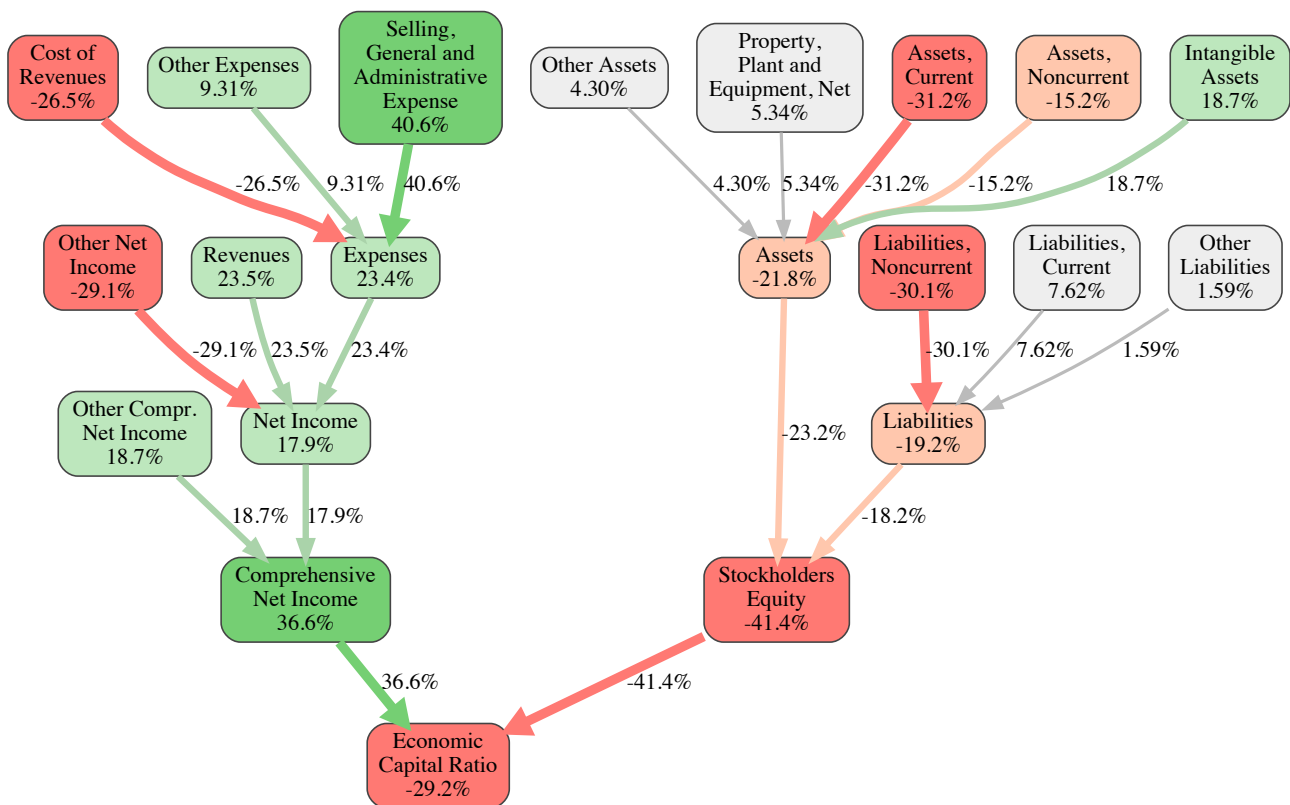 Cost of
Revenues
-26.5%
Other Expenses
9.31%
Selling,
General and
Administrative
Expense
40.6%
Other Assets
4.30%
Property,
Plant and
Equipment, Net
5.34%
Assets,
Current
-31.2%
Assets,
Noncurrent
-15.2%
Intangible
Assets
18.7%
-26.5%
9.31%
40.6%
4.30%
5.34%
-31.2%
-15.2%
18.7%
Other Net
Income
-29.1%
Revenues
23.5%
Expenses
23.4%
Assets
-21.8%
Liabilities,
Noncurrent
-30.1%
Liabilities,
Current
7.62%
Other
Liabilities
1.59%
-29.1%
23.5%
23.4%
-30.1%
7.62%
1.59%
Other Compr.
Net Income
18.7%
Net Income
17.9%
-23.2%
Liabilities
-19.2%
18.7%
17.9%
-18.2%
Comprehensive
Net Income
36.6%
Stockholders
Equity
-41.4%
36.6%
-41.4%
Economic
Capital Ratio
-29.2%